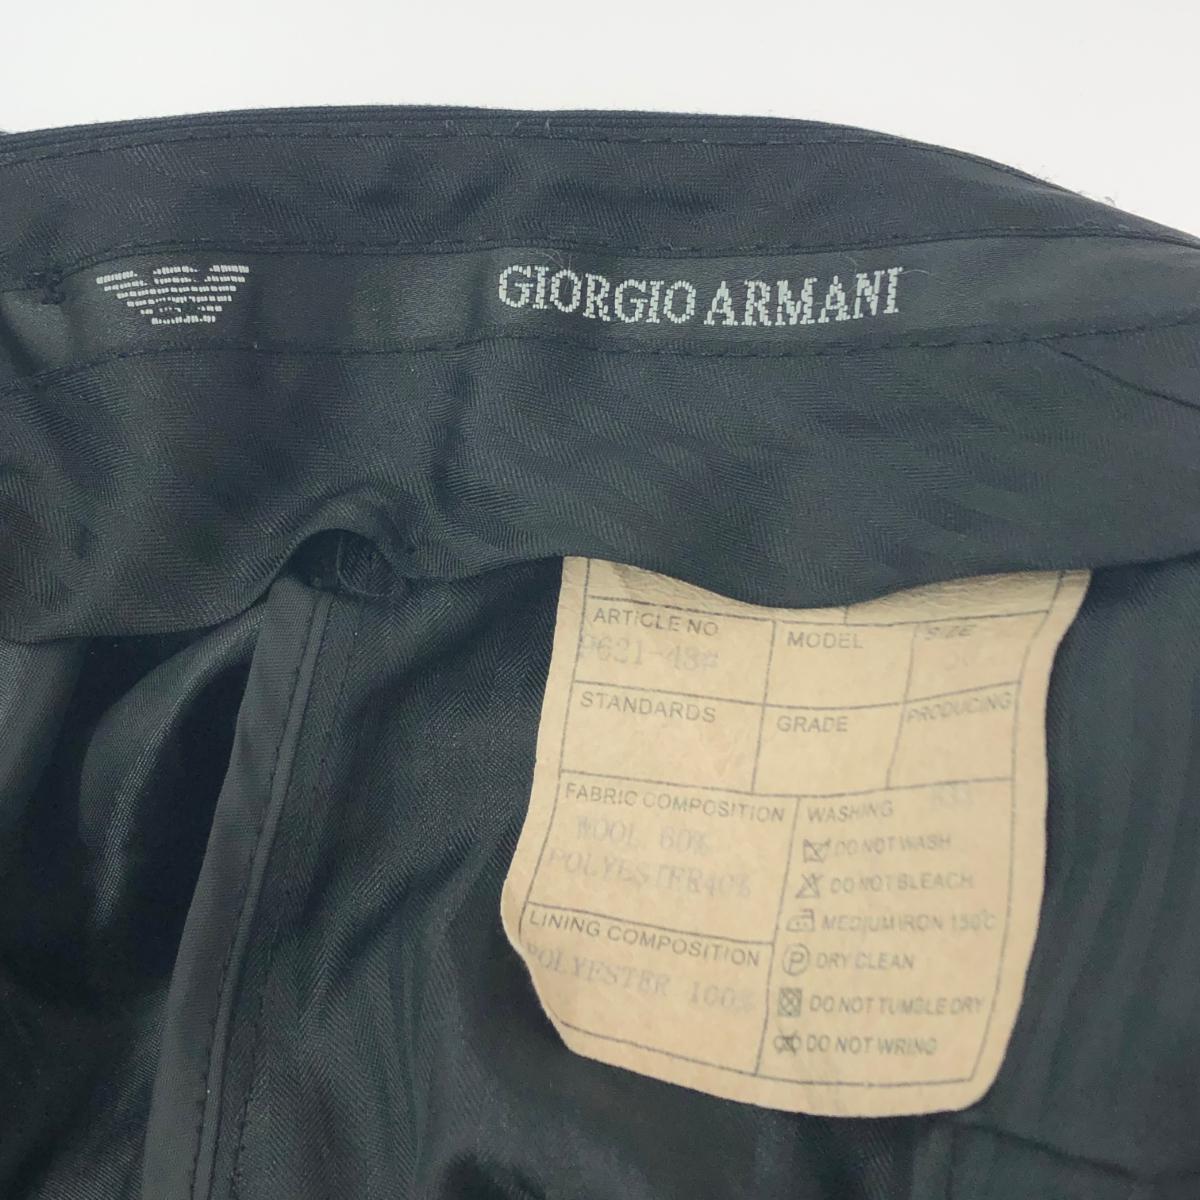 GIORGIO ARMANI
ARTICLE NO
9621-48#
MODEL
SIZE
STANDARDS
GRADE
PRODUCING
FABRIC COMPOSITION
WOOL 60%
POLYESTER40%
LINING COMPOSITION
POLYESTER 100%
WASHING
DO NOT WASH
DO NOT BLEACH
MEDIUM IRON 150℃
P DRY CLEAN
DO NOT TUMBLE DRY
DO NOT WRING